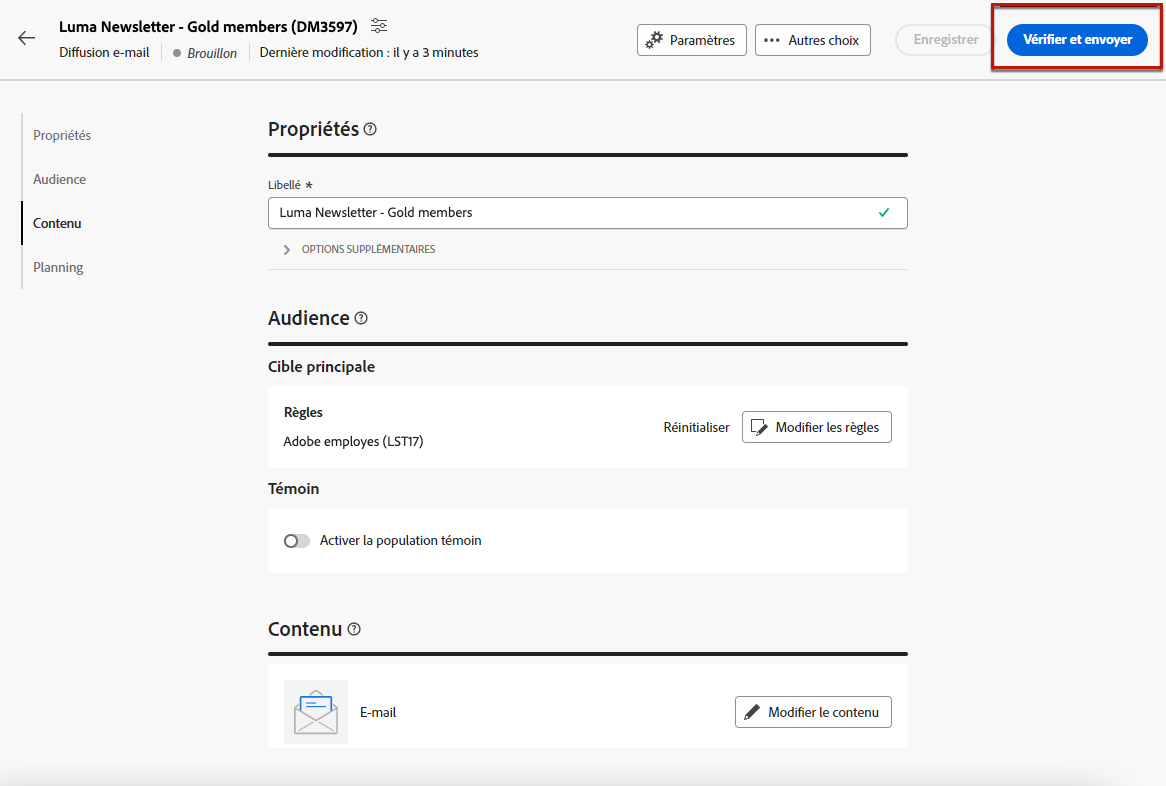 Luma Newsletter - Gold members (DM3597)
Diffusion e-mail Brouillon Dernière modification : il y a 3 minutes
Paramètres
Autres choix
Enregistrer
Vérifier et envoyer
Propriétés
Audience
Contenu
Planning
Propriétés
Libellé *
Luma Newsletter - Gold members
OPTIONS SUPPLÉMENTAIRES
Audience
Cible principale
Règles
Adobe employes (LST17)
Réinitialiser
Modifier les règles
Témoin
Activer la population témoin
Contenu
E-mail
Modifier le contenu